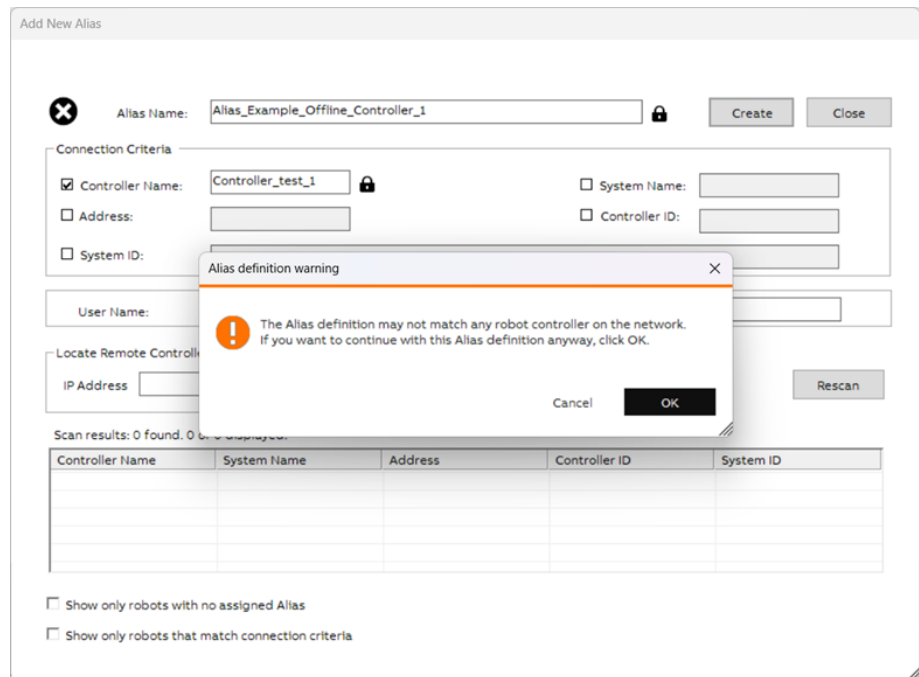 Add New Alias
Alias Name: Alias_Example_Offline_Controller_1 Create Close
Connection Criteria
Controller Name: Controller_test_1 System Name:
Address: Controller ID:
System ID:
Alias definition warning
The Alias definition may not match any robot controller on the network.
If you want to continue with this Alias definition anyway, click OK.
Cancel OK
User Name:
Locate Remote
IP Address Rescan
Scan results: 0 found. 0 displayed.
Controller Name System Name Address Controller ID System ID
Show only robots with no assigned Alias
Show only robots that match connection criteria